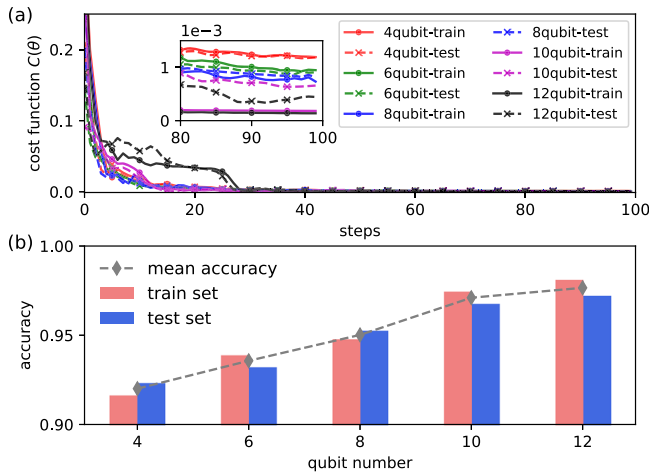 (a)
cost function C(θ)
0.2
0.1
0.0
0
20
40
60
80
100
steps
1e−3
1
0
80
90
100
4qubit-train
4qubit-test
6qubit-train
6qubit-test
8qubit-train
8qubit-test
10qubit-train
10qubit-test
12qubit-train
12qubit-test
(b)
accuracy
1.00
0.95
0.90
mean accuracy
train set
test set
4
6
8
10
12
qubit number